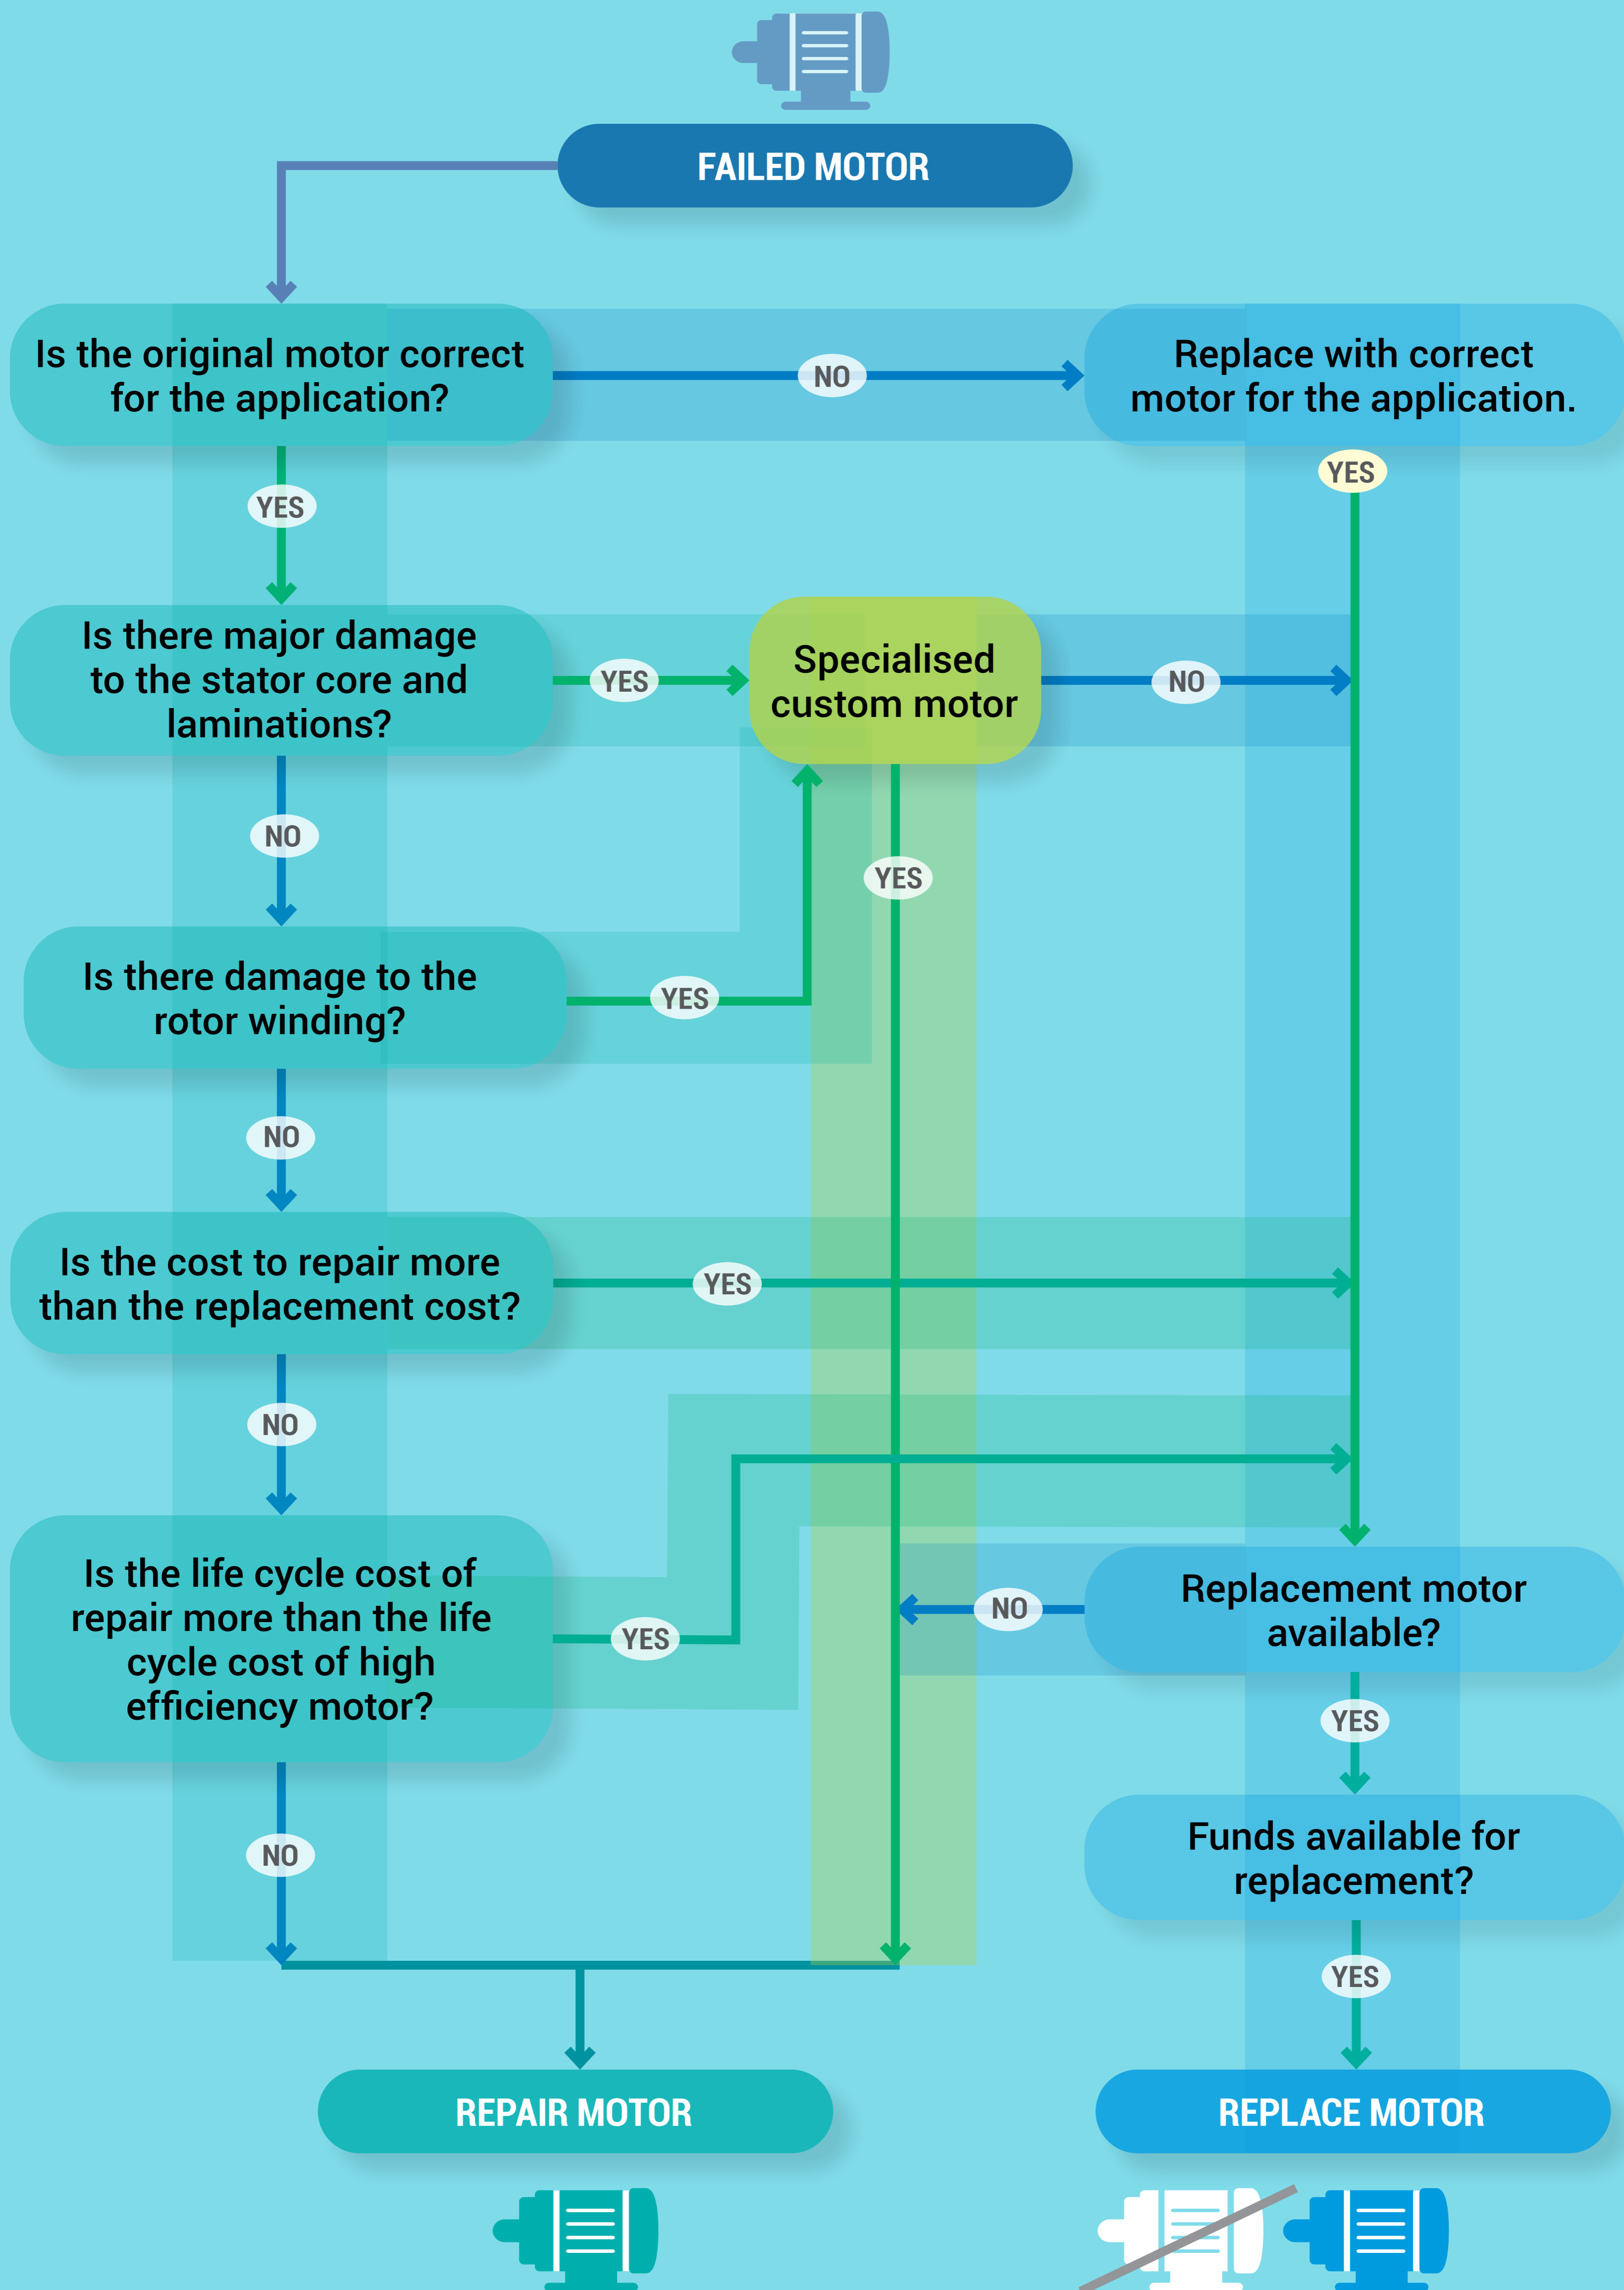 FAILED MOTOR
Is the original motor correct
for the application?
NO
Replace with correct
motor for the application.
YES
YES
Is there major damage
to the stator core and
laminations?
YES
Specialised
custom motor
NO
NO
YES
Is there damage to the
rotor winding?
YES
NO
Is the cost to repair more
than the replacement cost?
YES
NO
Is the life cycle cost of
repair more than the life
cycle cost of high
efficiency motor?
YES
NO
Replacement motor
available?
YES
Funds available for
replacement?
NO
YES
REPAIR MOTOR
REPLACE MOTOR